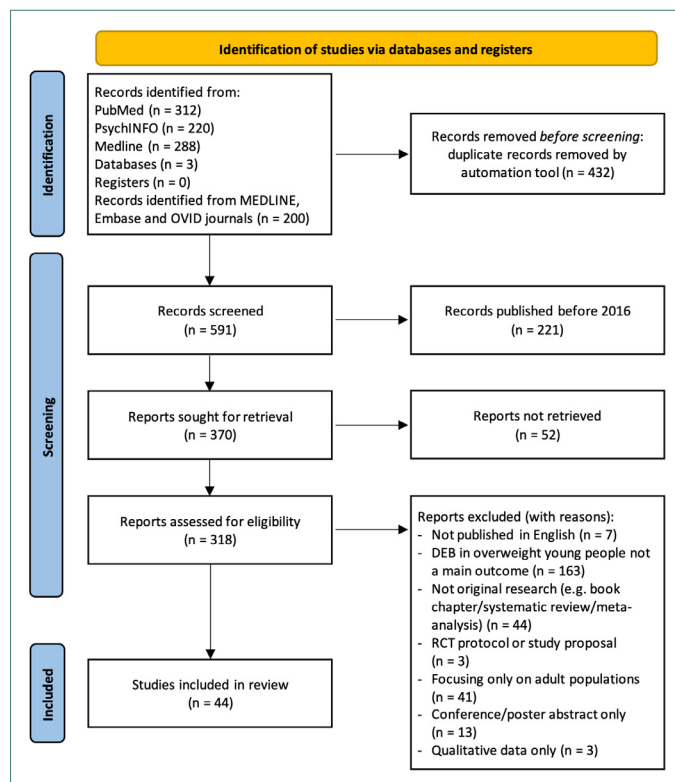 Identification of studies via databases and registers
Identification
Records identified from:
PubMed (n = 312)
PsychINFO (n = 220)
Medline (n = 288)
Databases (n = 3)
Registers (n = 0)
Records identified from MEDLINE,
Embase and OVID journals (n = 200)
Records removed before screening:
duplicate records removed by
automation tool (n = 432)
Screening
Records screened
(n = 591)
Records published before 2016
(n = 221)
Reports sought for retrieval
(n = 370)
Reports not retrieved
(n = 52)
Reports assessed for eligibility
(n = 318)
Reports excluded (with reasons):
- Not published in English (n = 7)
- DEB in overweight young people not
a main outcome (n = 163)
- Not original research (e.g. book
chapter/systematic review/meta-
analysis) (n = 44)
- RCT protocol or study proposal
(n = 3)
- Focusing only on adult populations
(n = 41)
- Conference/poster abstract only
(n = 13)
- Qualitative data only (n = 3)
Included
Studies included in review
(n = 44)